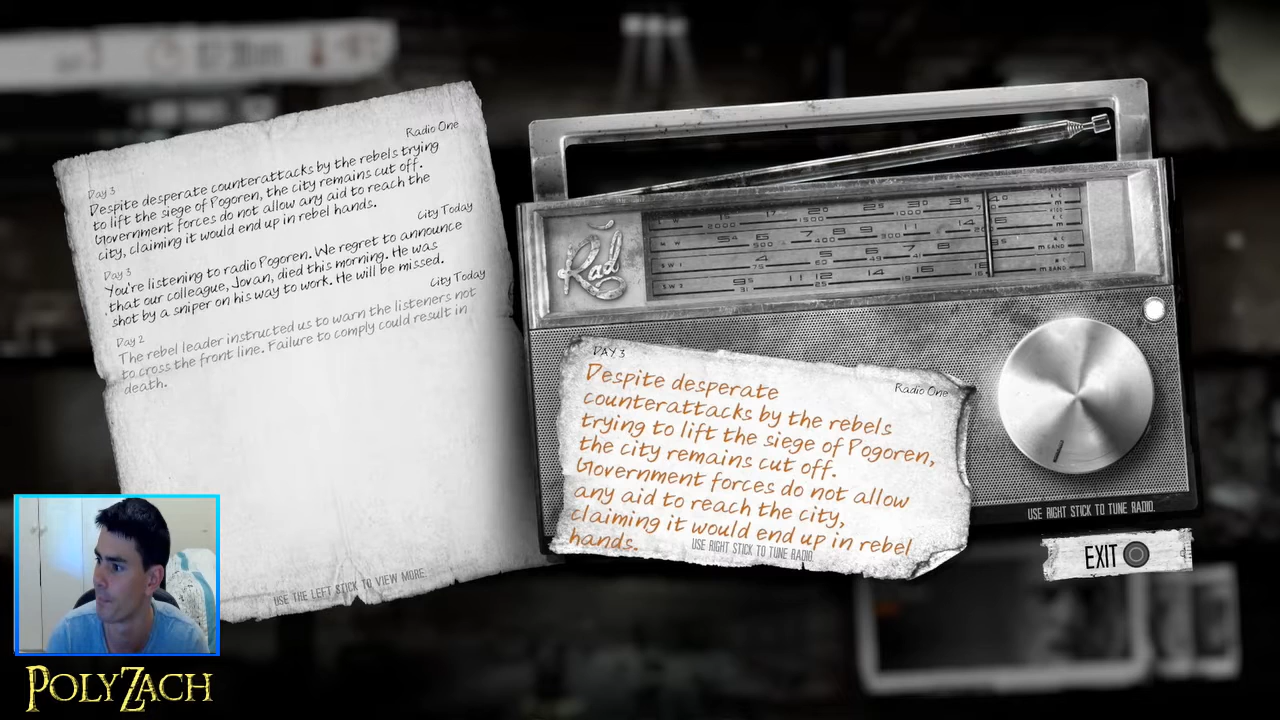 Radio One
Day 3
Despite desperate counterattacks by the rebels trying
to lift the siege of Pogoren, the city remains cut off.
Government forces do not allow any aid to reach the
city, claiming it would end up in rebel hands.
City Today
Day 3
You're listening to radio Pogoren. We regret to announce
that our colleague, Jovan, died this morning. He was
shot by a sniper on his way to work. He will be missed.
City Today
Day 2
The rebel leader instructed us to warn the listeners not
to cross the front line. Failure to comply could result in
death.
USE THE LEFT STICK TO VIEW MORE.
Rad
DAY 3
Radio One
Despite desperate
counterattacks by the rebels
trying to lift the siege of Pogoren,
the city remains cut off.
Government forces do not allow
any aid to reach the city,
claiming it would end up in rebel
hands.
USE RIGHT STICK TO TUNE RADIO.
USE RIGHT STICK TO TUNE RADIO.
EXIT
POLYZACH